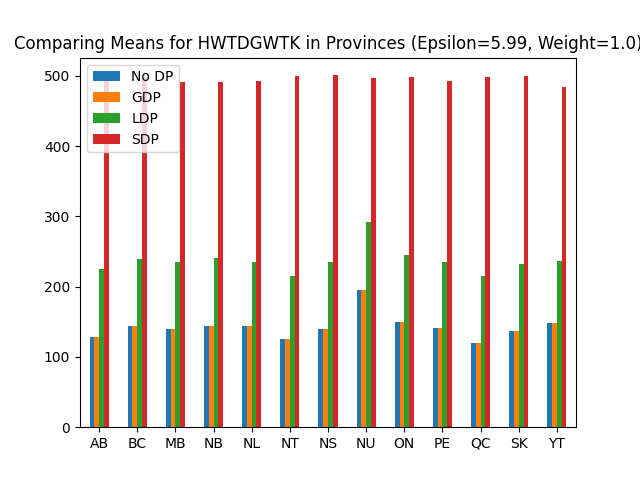 Comparing Means for HWTDGWTK in Provinces (Epsilon=5.99, Weight=1.0)
500
400
300
200
100
0
No DP
GDP
LDP
SDP
AB BC MB NB NL NT NS NU ON PE QC SK YT